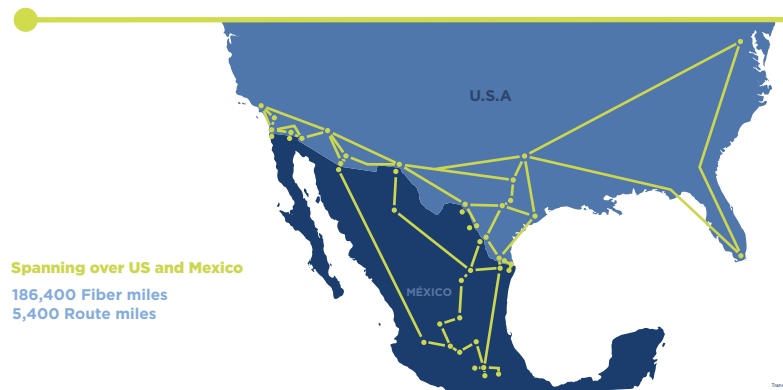 U.S.A
Spanning over US and Mexico
MÉXICO
186,400 Fiber miles
5,400 Route miles